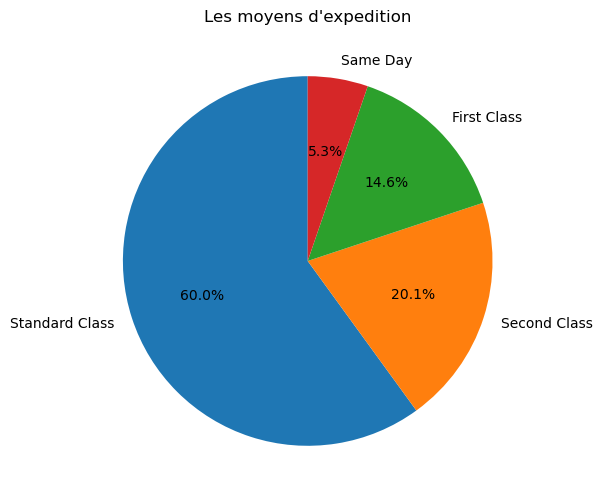 Les moyens d'expedition
Same Day
First Class
5.3%
14.6%
60.0%
20.1%
Standard Class
Second Class